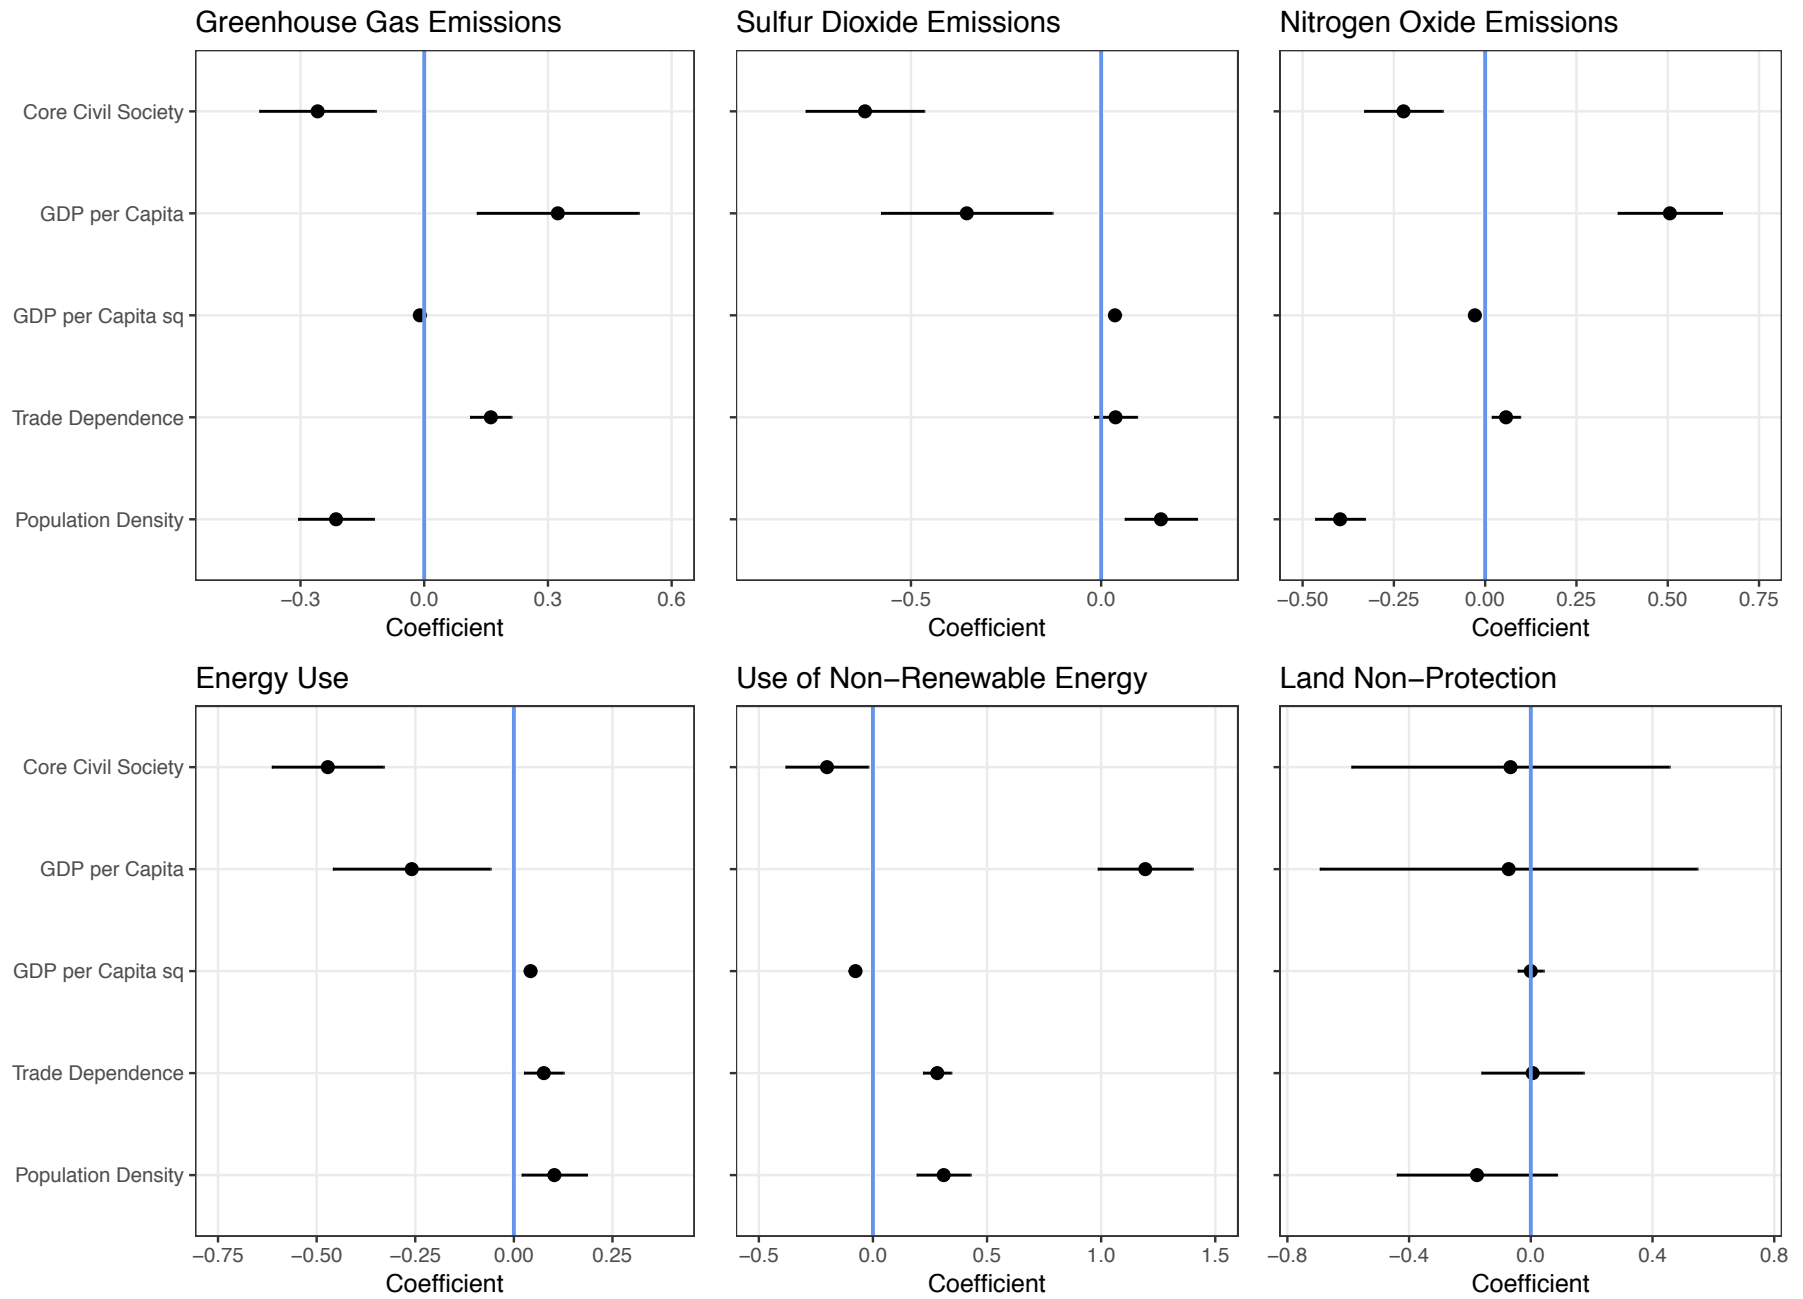 Greenhouse Gas Emissions
Sulfur Dioxide Emissions
Nitrogen Oxide Emissions
Core Civil Society
GDP per Capita
GDP per Capita sq
Trade Dependence
Population Density
−0.3 0.0 0.3 0.6
−0.5 0.0
−0.50 −0.25 0.00 0.25 0.50 0.75
Coefficient
Coefficient
Coefficient
Energy Use
Use of Non−Renewable Energy
Land Non−Protection
Core Civil Society
GDP per Capita
GDP per Capita sq
Trade Dependence
Population Density
−0.75 −0.50 −0.25 0.00 0.25
−0.5 0.0 0.5 1.0 1.5
−0.8 −0.4 0.0 0.4 0.8
Coefficient
Coefficient
Coefficient